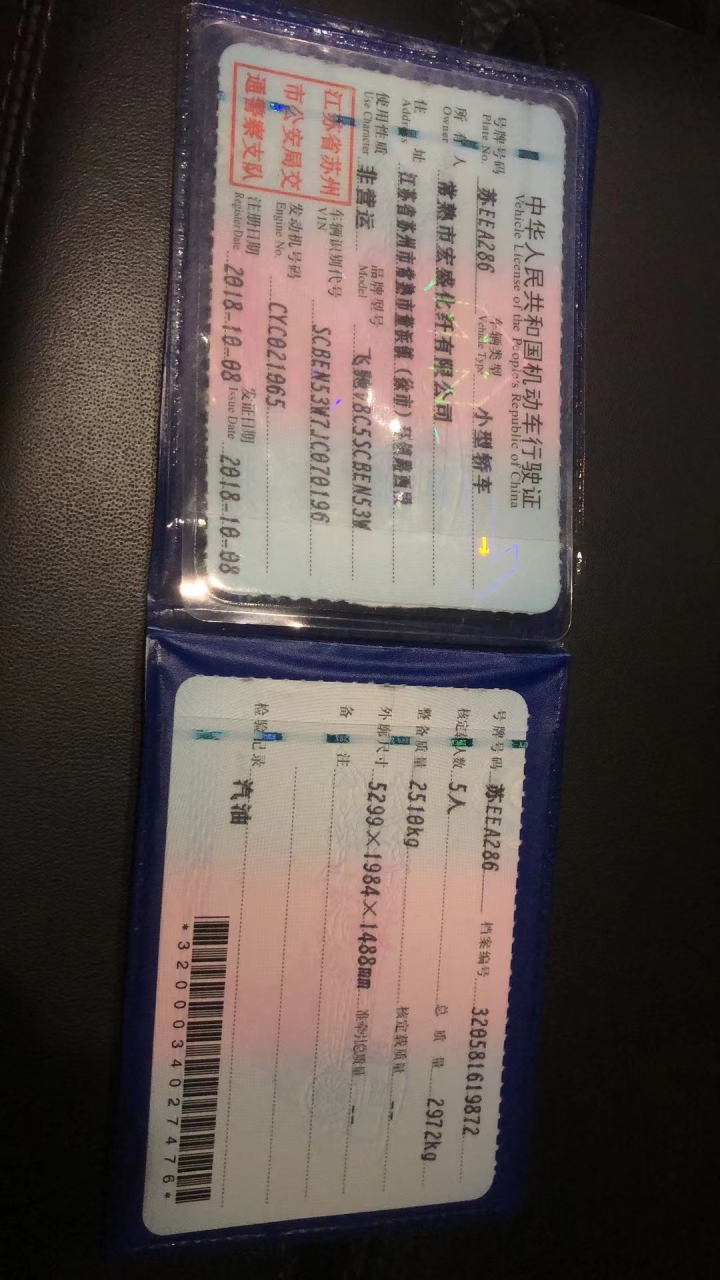 中华人民共和国机动车行驶证
Vehicle License of the People's Republic of China
号牌号码 苏EEA286 车辆类型 小型轿车
Plate No. Vehicle Type
所有人 常熟市宏盛化纤有限公司
Owner
住址 江苏省苏州市常熟市董浜镇(徐市)环镇路西段
Address
使用性质 非营运 品牌型号 飞驰V8C5SCBEN53W
Use Character Model
江苏省苏州
市公安局交
通警察支队
车辆识别代号 SCBEN53W7JC070196
VIN
发动机号码 CYC021065
Engine No.
注册日期 2018-10-08 发证日期 2018-10-08
Register Date Issue Date
号牌号码 苏EEA286 档案编号 320581619872
核定载人数 5人 总质量 2972kg
整备质量 2510kg 核定载质量 --
外廓尺寸 5299×1984×1488mm 准牵引总质量 --
备注
检验记录 汽油
*3200034027476*